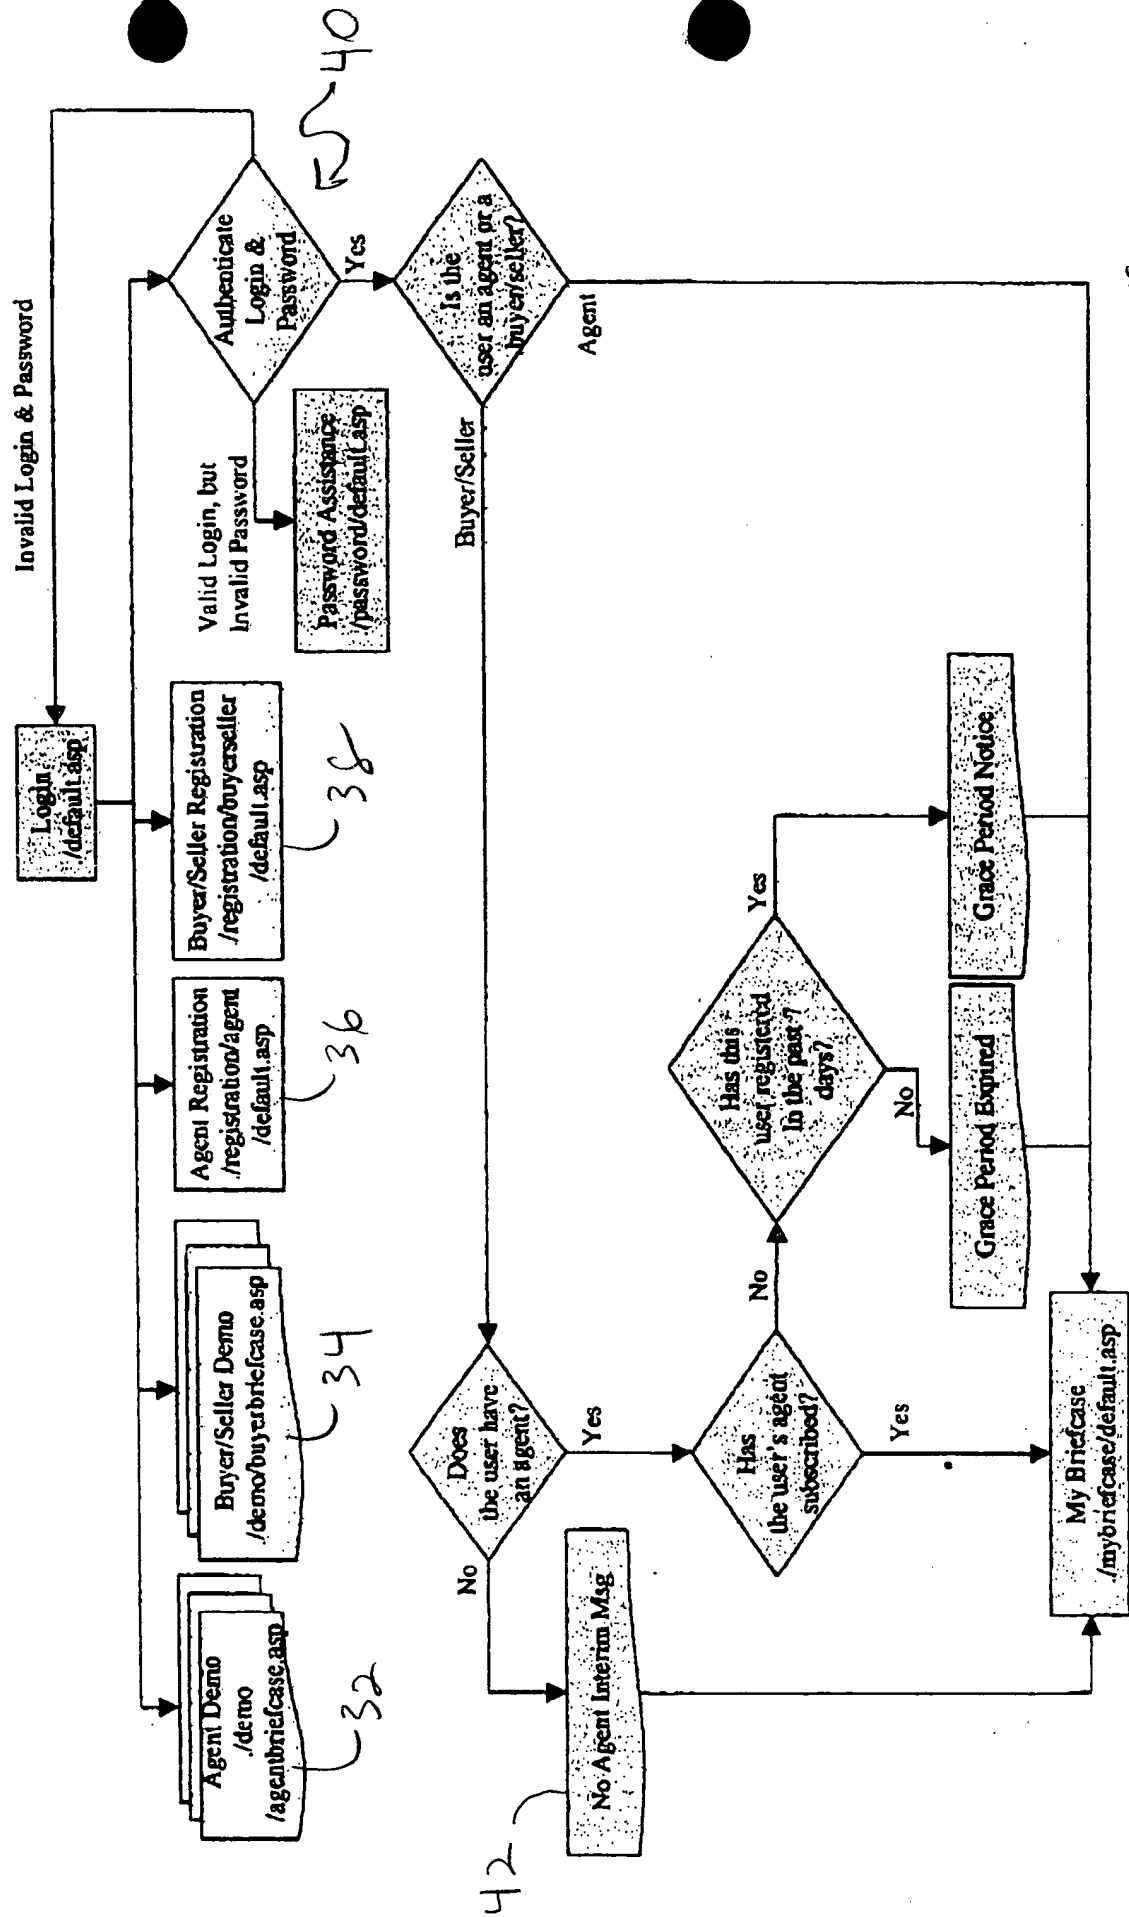 Invalid Login & Password
Login
./default.asp
Agent Demo
./demo
/agentbriefcase.asp
32
Buyer/Seller Demo
./demo/buyerbriefcase.asp
34
Agent Registration
./registration/agent
/default.asp
36
Buyer/Seller Registration
./registration/buyerseller
/default.asp
38
Valid Login, but
Invalid Password
Password Assistance
./password/default.asp
Authenticate
Login &
Password
40
Yes
Is the
user an agent or a
buyer/seller?
Buyer/Seller
Agent
Does
the user have
an agent?
No
Yes
42
No Agent Interim Msg
Has
the user's agent
subscribed?
No
Yes
Has this
user registered
In the past 7
days?
Yes
No
Grace Period Expired
Grace Period Notice
My Briefcase
./mybriefcase/default.asp